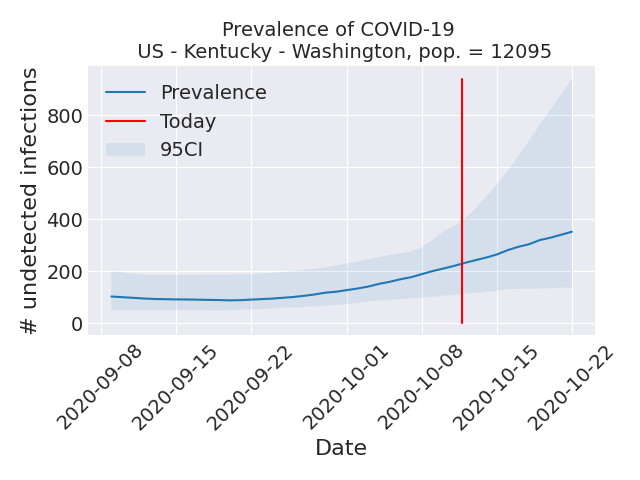 Prevalence of COVID-19
US - Kentucky - Washington, pop. = 12095
# undetected infections
800
600
400
200
0
Prevalence
Today
95CI
2020-09-08
2020-09-15
2020-09-22
2020-10-01
2020-10-08
2020-10-15
2020-10-22
Date